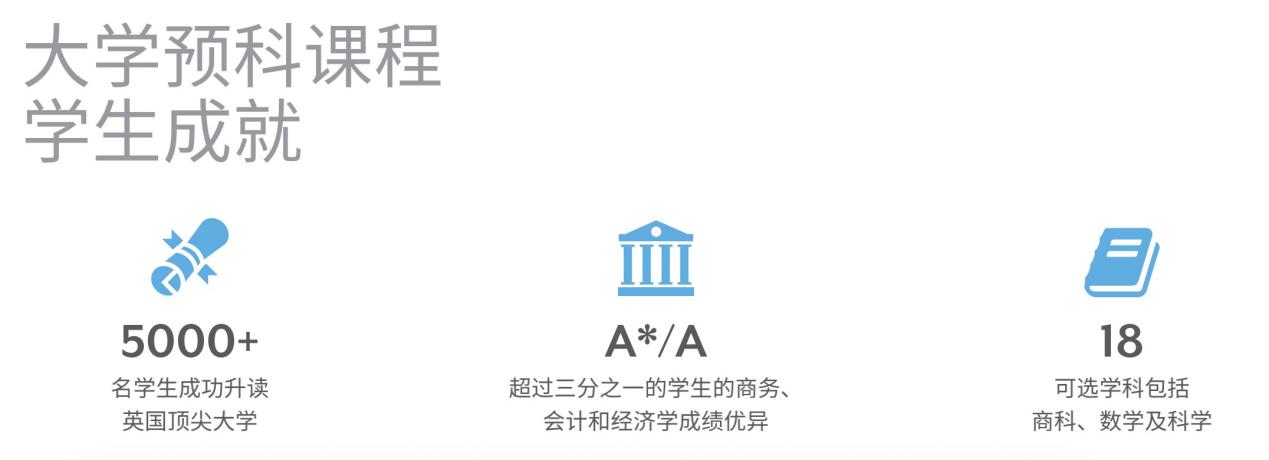 大学预科课程
学生成就
5000+
名学生成功升读
英国顶尖大学
A*/A
超过三分之一的学生的商务、
会计和经济学成绩优异
18
可选学科包括
商科、数学及科学